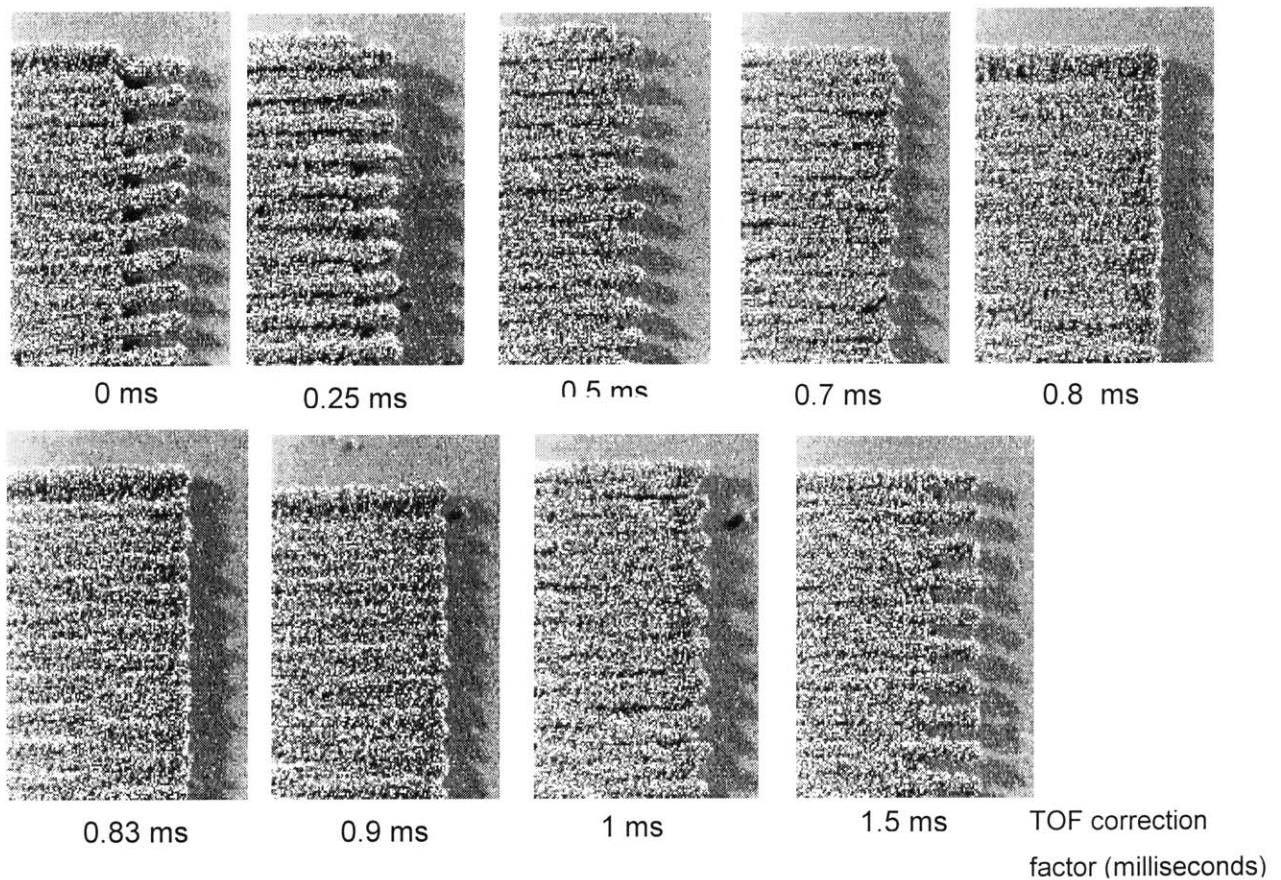 0 ms
0.25 ms
0.5 ms
0.7 ms
0.8 ms
0.83 ms
0.9 ms
1 ms
1.5 ms
TOF correction
factor (milliseconds)